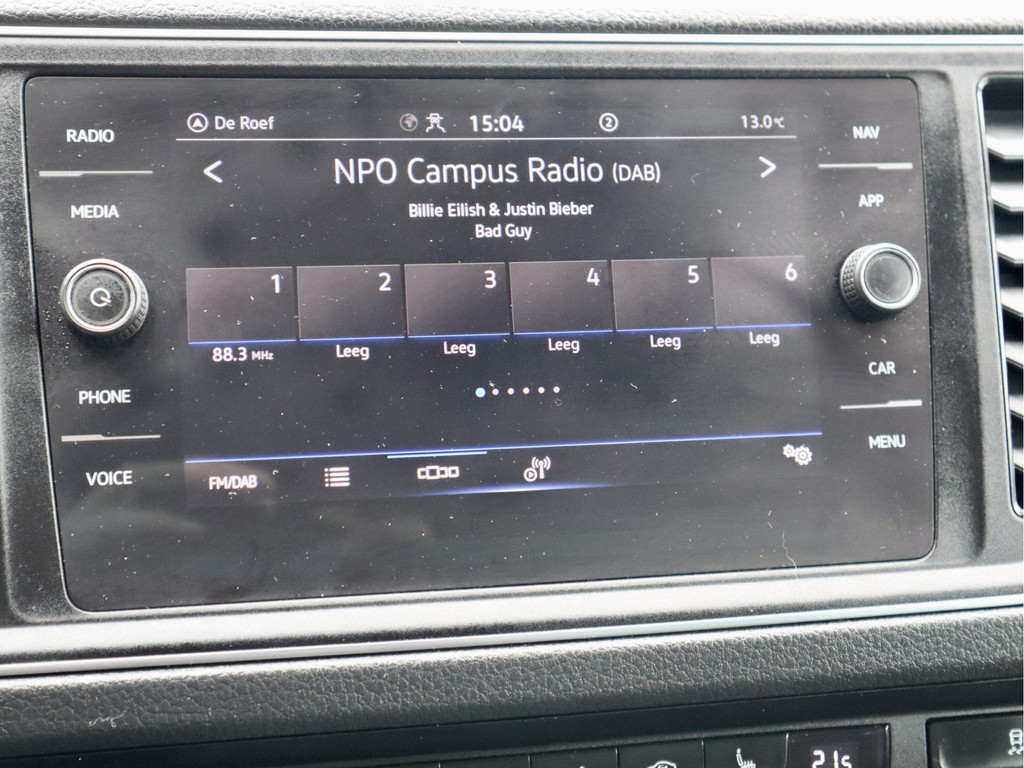 De Roef 15:04 2 13.0°C
RADIO NAV
< NPO Campus Radio (DAB) >
MEDIA APP
Billie Eilish & Justin Bieber
Bad Guy
1 2 3 4 5 6
88.3 MHz Leeg Leeg Leeg Leeg Leeg
PHONE CAR
VOICE MENU
FM/DAB